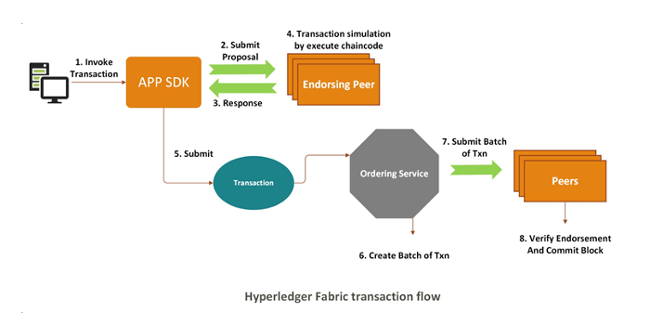 1. Invoke
Transaction
APP SDK
2. Submit
Proposal
3. Response
4. Transaction simulation
by execute chaincode
Endorsing Peer
5. Submit
Transaction
Ordering Service
6. Create Batch of Txn
7. Submit Batch
of Txn
Peers
8. Verify Endorsement
And Commit Block
Hyperledger Fabric transaction flow